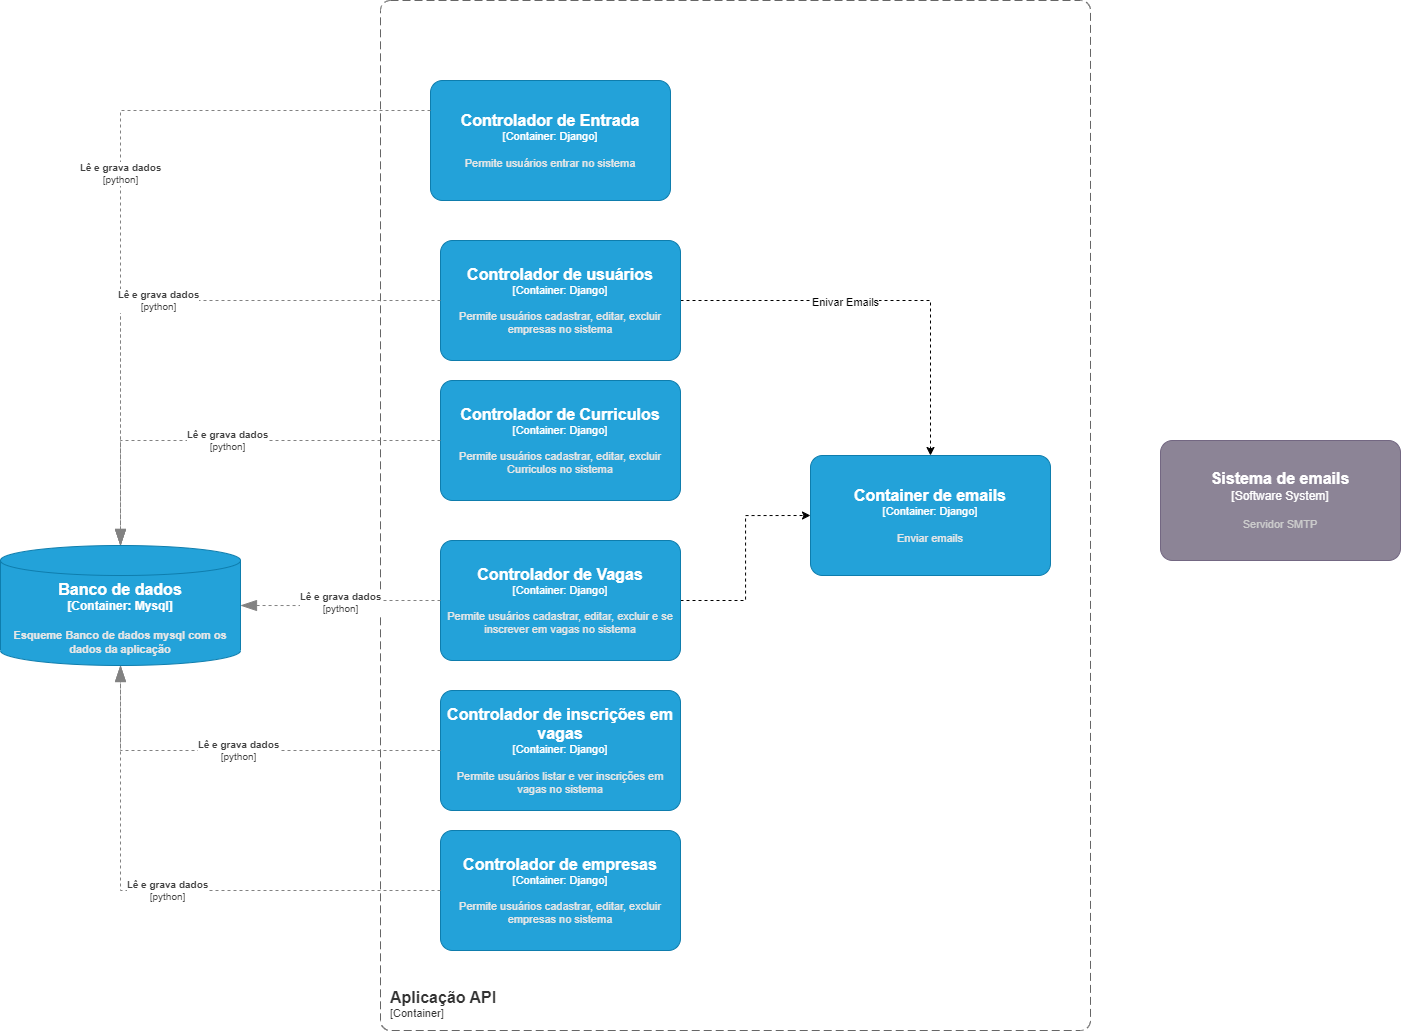 Controlador de Entrada
[Container: Django]
Permite usuários entrar no sistema
Lê e grava dados
[python]
Controlador de usuários
[Container: Django]
Permite usuários cadastrar, editar, excluir
empresas no sistema
Lê e grava dados
[python]
Enivar Emails
Controlador de Curriculos
[Container: Django]
Permite usuários cadastrar, editar, excluir
Curriculos no sistema
Lê e grava dados
[python]
Container de emails
[Container: Django]
Enviar emails
Sistema de emails
[Software System]
Servidor SMTP
Banco de dados
[Container: Mysql]
Esqueme Banco de dados mysql com os
dados da aplicação
Lê e grava dados
[python]
Controlador de Vagas
[Container: Django]
Permite usuários cadastrar, editar, excluir e se
inscrever em vagas no sistema
Controlador de inscrições em
vagas
[Container: Django]
Permite usuários listar e ver inscrições em
vagas no sistema
Lê e grava dados
[python]
Controlador de empresas
[Container: Django]
Permite usuários cadastrar, editar, excluir
empresas no sistema
Lê e grava dados
[python]
Aplicação API
[Container]